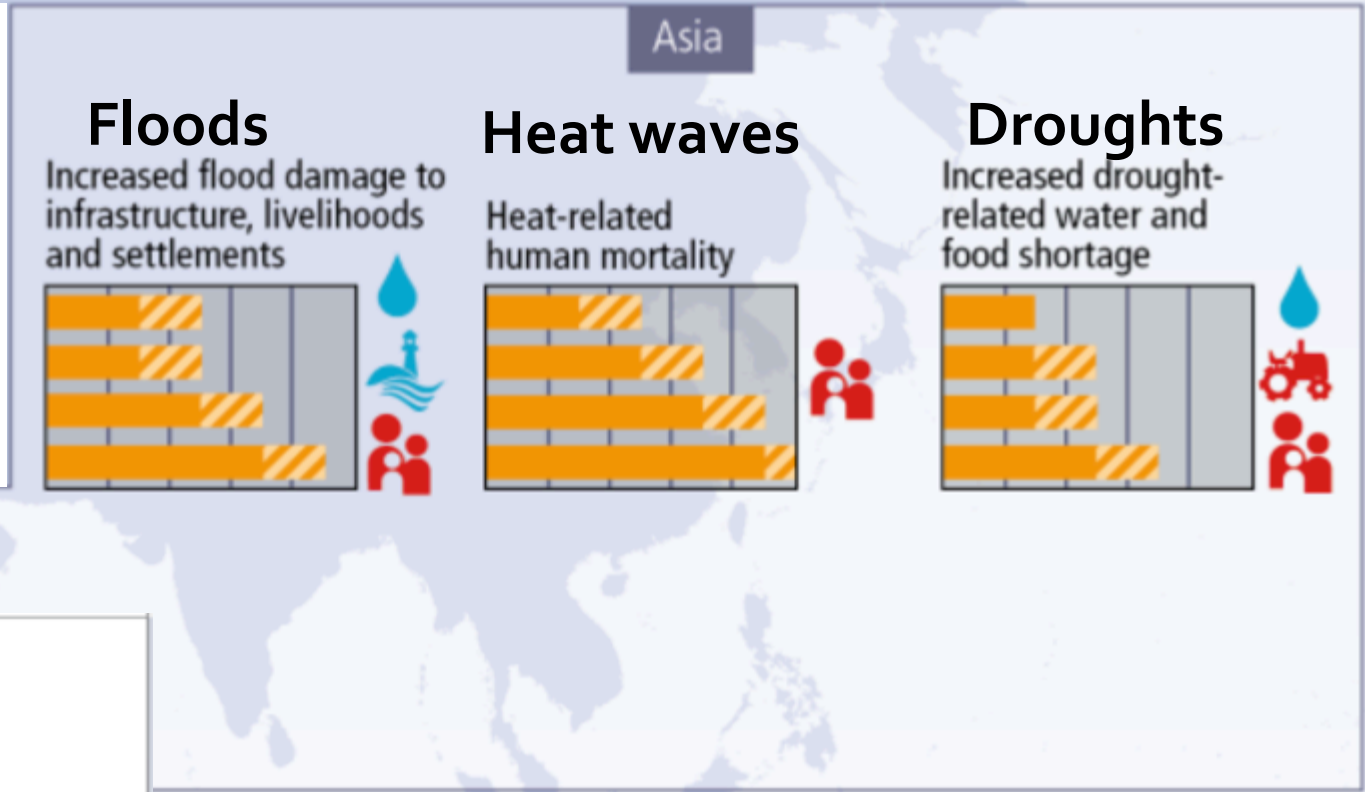 Asia
Floods
Increased flood damage to
infrastructure, livelihoods
and settlements
Heat waves
Heat-related
human mortality
Droughts
Increased drought-
related water and
food shortage